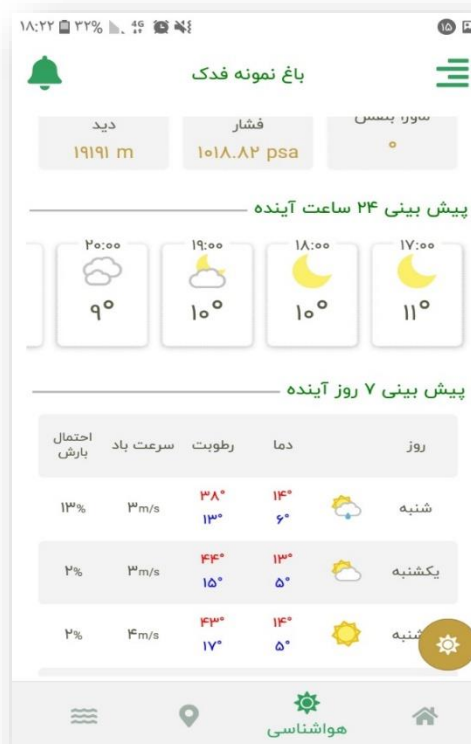 ۱۸:۲۲ ۳۲% 4G ۱۵
باغ نمونه فدک
ماوراء بنفش فشار دید
۰ ۱۰۱۸.۸۲ psa ۱۹۱۹۱ m
پیش بینی ۲۴ ساعت آینده
۱۷:۰۰ ۱۸:۰۰ ۱۹:۰۰ ۲۰:۰۰
۱۱° ۱۰° ۱۰° ۹°
پیش بینی ۷ روز آینده
روز دما رطوبت سرعت باد احتمال بارش
شنبه ۱۴° ۳۸° ۳m/s ۱۳%
۶° ۱۳°
یکشنبه ۱۳° ۴۴° ۳m/s ۲%
۵° ۱۵°
شنبه ۱۴° ۴۳° ۴m/s ۲%
۵° ۱۷°
هواشناسی